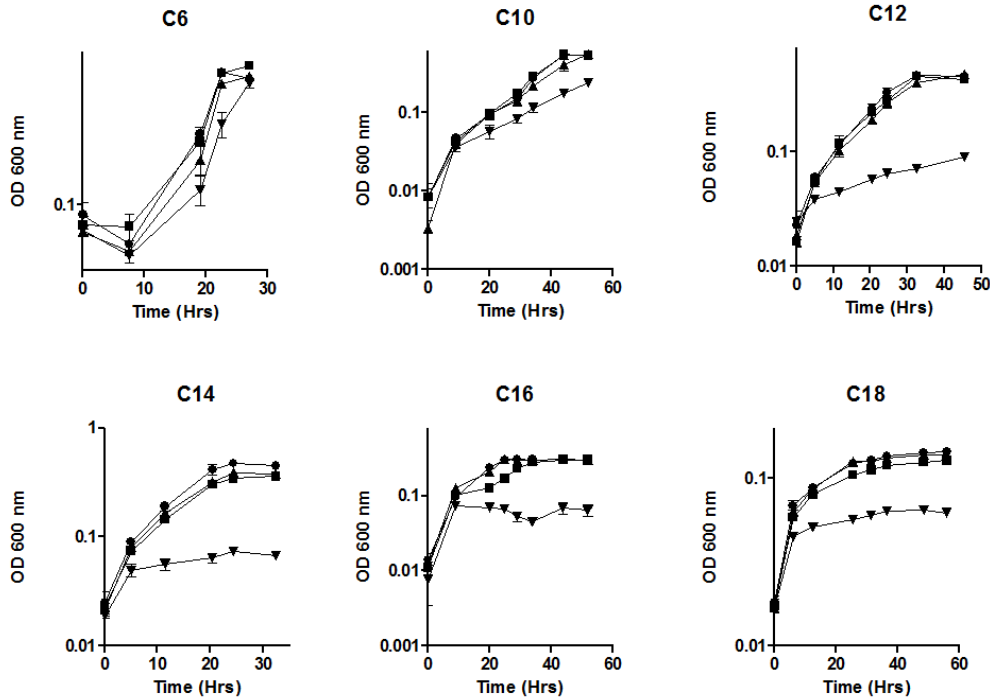 C6
OD 600 nm
0.1
0 10 20 30
Time (Hrs)
C10
OD 600 nm
0.1
0.01
0.001
0 20 40 60
Time (Hrs)
C12
OD 600 nm
0.1
0.01
0 10 20 30 40 50
Time (Hrs)
C14
OD 600 nm
1
0.1
0.01
0 10 20 30
Time (Hrs)
C16
OD 600 nm
0.1
0.01
0.001
0 20 40 60
Time (Hrs)
C18
OD 600 nm
0.1
0.01
0 20 40 60
Time (Hrs)